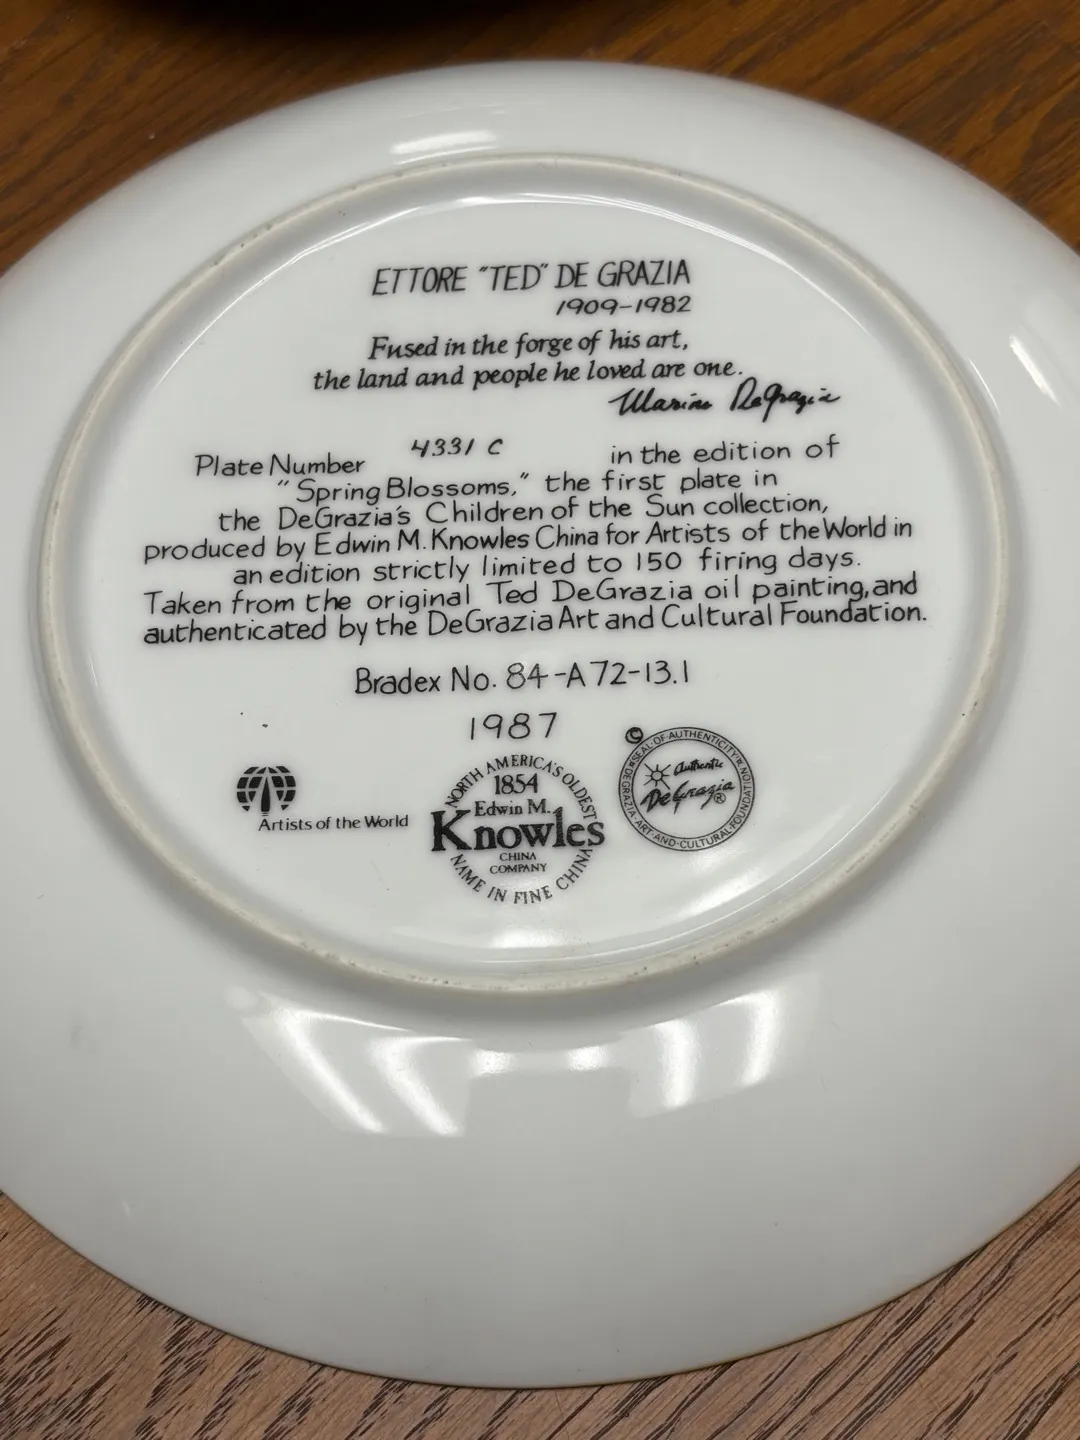 ETTORE "TED" DE GRAZIA
1909-1982
Fused in the forge of his art,
the land and people he loved are one.
Marion DeGrazia
Plate Number 4331 C in the edition of
"Spring Blossoms," the first plate in
the DeGrazia's Children of the Sun collection,
produced by Edwin M. Knowles China for Artists of the World in
an edition strictly limited to 150 firing days.
Taken from the original Ted DeGrazia oil painting, and
authenticated by the DeGrazia Art and Cultural Foundation.
Bradex No. 84-A72-13.1
1987
Artists of the World
NORTH AMERICA'S OLDEST
1854
Edwin M.
Knowles
CHINA
COMPANY
NAME IN FINE CHINA
©
SEAL·OF·AUTHENTICITY
Authentic
DeGrazia®
DEGRAZIA·ART·AND·CULTURAL·FOUNDATION